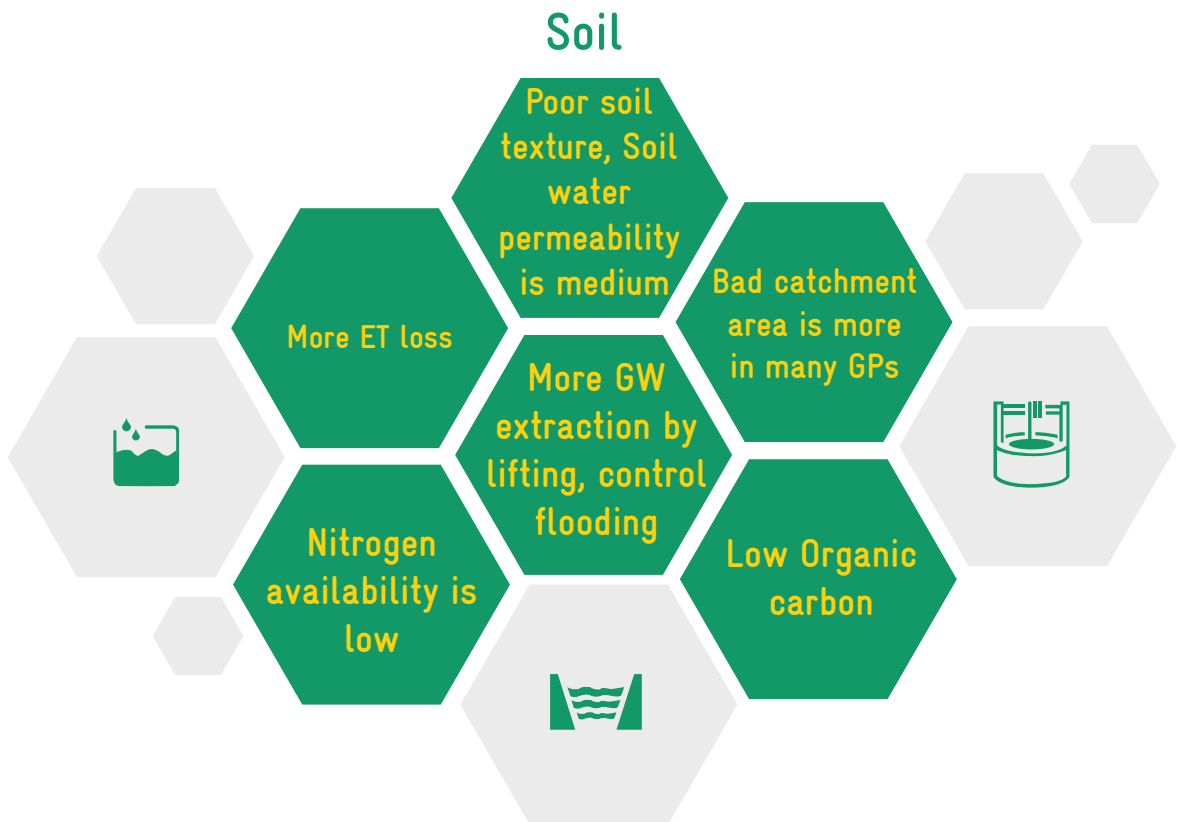 Soil
Poor soil
texture, Soil
water
permeability
is medium
More ET loss
Bad catchment
area is more
in many GPs
More GW
extraction by
lifting, control
flooding
Nitrogen
availability is
low
Low Organic
carbon